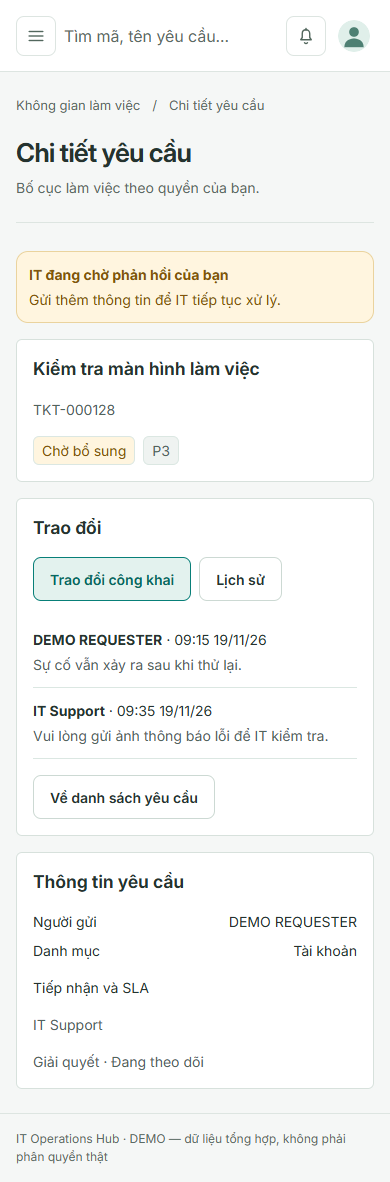 Tìm mã, tên yêu cầu...
Không gian làm việc / Chi tiết yêu cầu
Chi tiết yêu cầu
Bố cục làm việc theo quyền của bạn.
IT đang chờ phản hồi của bạn
Gửi thêm thông tin để IT tiếp tục xử lý.
Kiểm tra màn hình làm việc
TKT-000128
Chờ bổ sung P3
Trao đổi
Trao đổi công khai Lịch sử
DEMO REQUESTER · 09:15 19/11/26
Sự cố vẫn xảy ra sau khi thử lại.
IT Support · 09:35 19/11/26
Vui lòng gửi ảnh thông báo lỗi để IT kiểm tra.
Về danh sách yêu cầu
Thông tin yêu cầu
Người gửi DEMO REQUESTER
Danh mục Tài khoản
Tiếp nhận và SLA
IT Support
Giải quyết · Đang theo dõi
IT Operations Hub · DEMO — dữ liệu tổng hợp, không phải
phân quyền thật